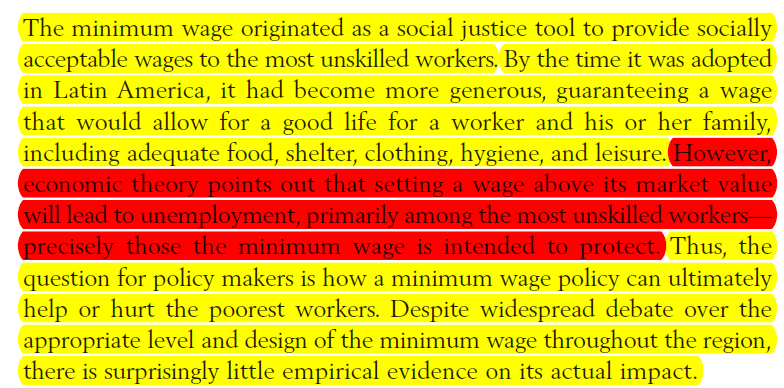 The minimum wage originated as a social justice tool to provide socially
acceptable wages to the most unskilled workers. By the time it was adopted
in Latin America, it had become more generous, guaranteeing a wage
that would allow for a good life for a worker and his or her family,
including adequate food, shelter, clothing, hygiene, and leisure. However,
economic theory points out that setting a wage above its market value
will lead to unemployment, primarily among the most unskilled workers—
precisely those the minimum wage is intended to protect. Thus, the
question for policy makers is how a minimum wage policy can ultimately
help or hurt the poorest workers. Despite widespread debate over the
appropriate level and design of the minimum wage throughout the region,
there is surprisingly little empirical evidence on its actual impact.